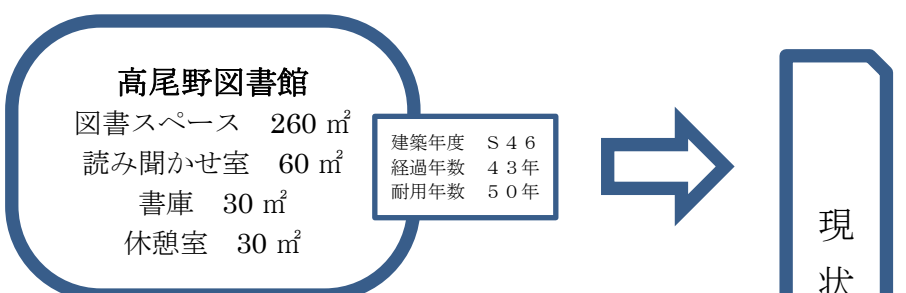 高尾野図書館
図書スペース　260 ㎡
読み聞かせ室　60 ㎡
書庫　30 ㎡
休憩室　30 ㎡
建築年度　Ｓ４６
経過年数　４３年
耐用年数　５０年
現
状